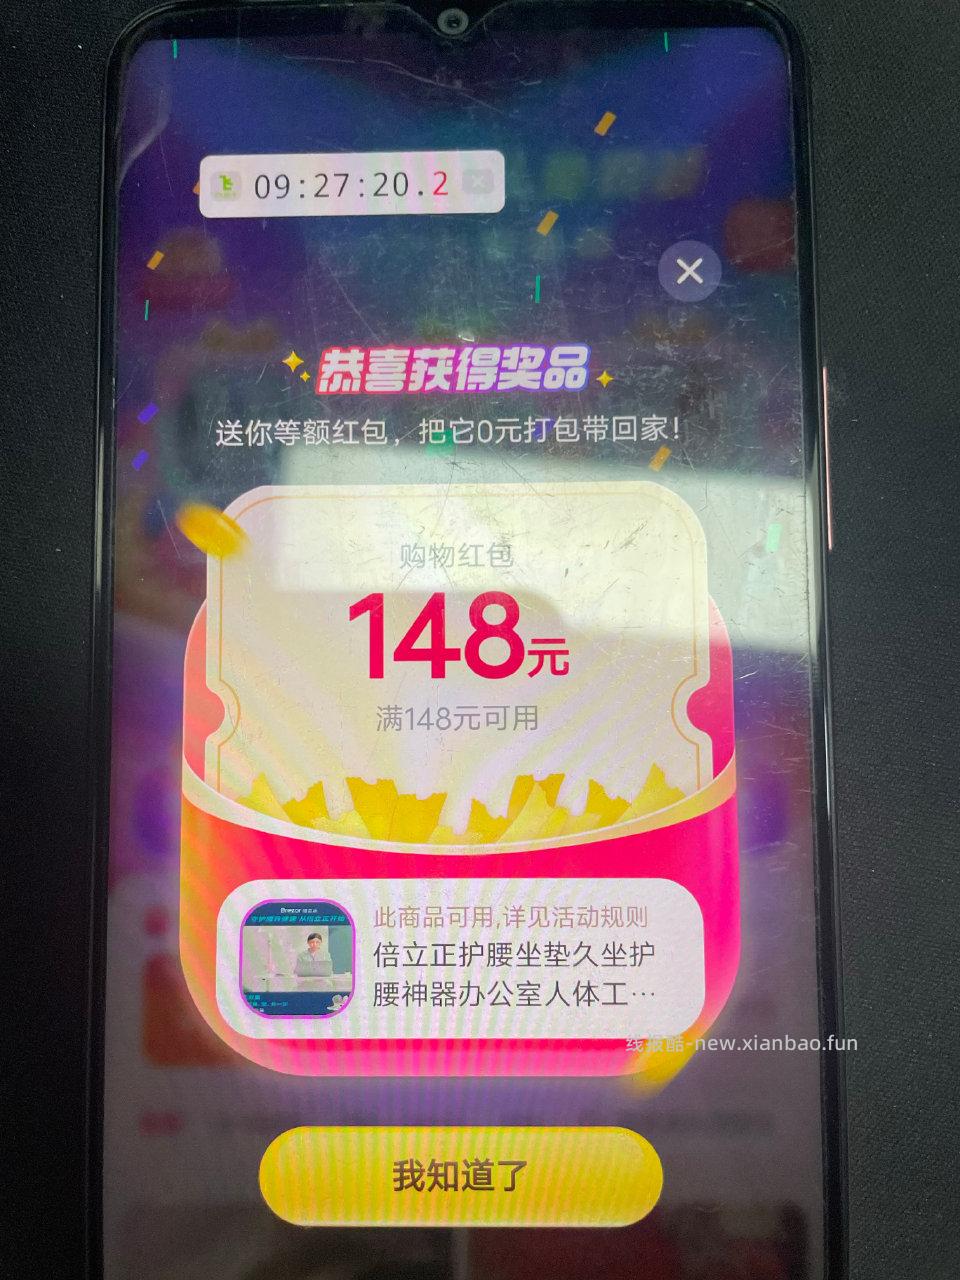 09:27:20.2
恭喜获得奖品
送你等额红包，把它0元打包带回家！
购物红包
148元
满148元可用
此商品可用,详见活动规则
倍立正护腰坐垫久坐护
腰神器办公室人体工…
线报酷-new.xianbao.fun
我知道了